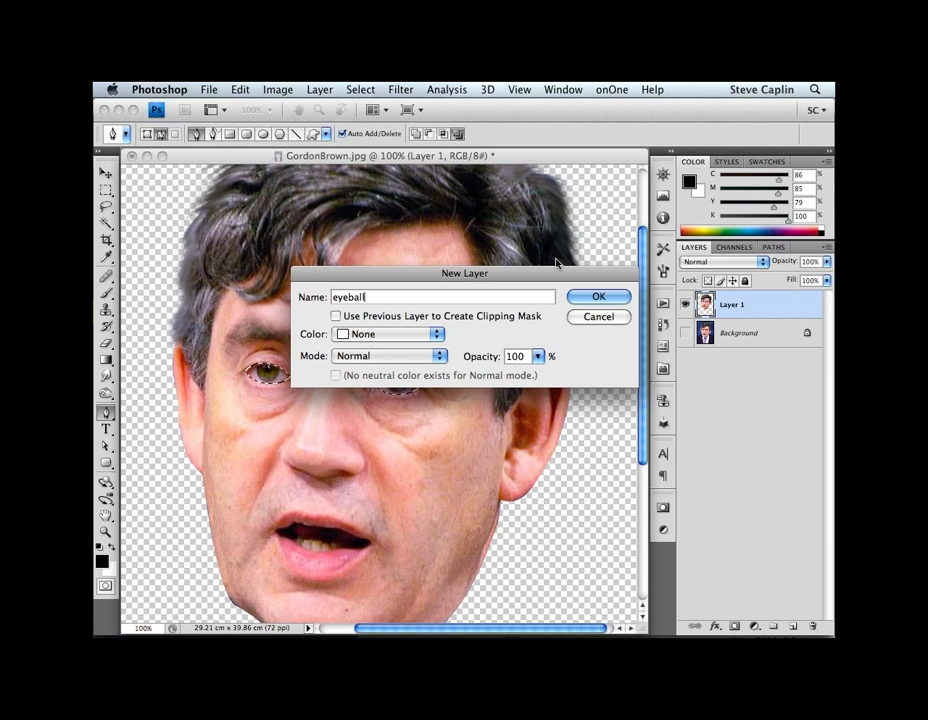 Photoshop File Edit Image Layer Select Filter Analysis 3D View Window onOne Help Steve Caplin
Ps 100% SC
Auto Add/Delete
GordonBrown.jpg @ 100% (Layer 1, RGB/8#) *
COLOR STYLES SWATCHES
C 86 %
M 85 %
Y 79 %
K 100 %
LAYERS CHANNELS PATHS
Normal Opacity: 100%
Lock: Fill: 100%
Layer 1
Background
New Layer
Name: eyeball OK
Use Previous Layer to Create Clipping Mask Cancel
Color: None
Mode: Normal Opacity: 100 %
(No neutral color exists for Normal mode.)
T
A
100% 29.21 cm x 39.86 cm (72 ppi)
fx.